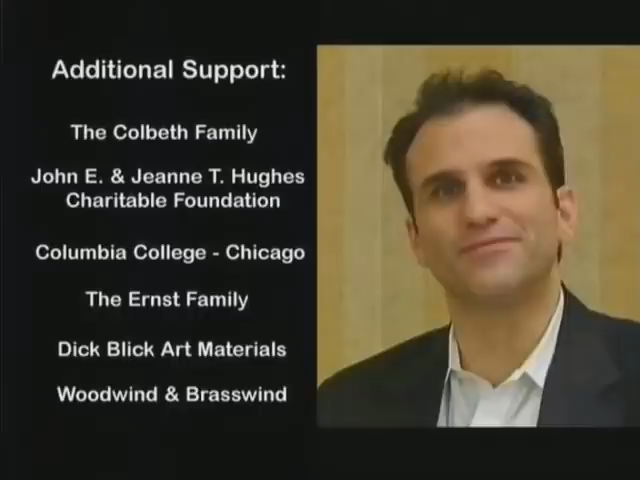 Additional Support:
The Colbeth Family
John E. & Jeanne T. Hughes
Charitable Foundation
Columbia College - Chicago
The Ernst Family
Dick Blick Art Materials
Woodwind & Brasswind